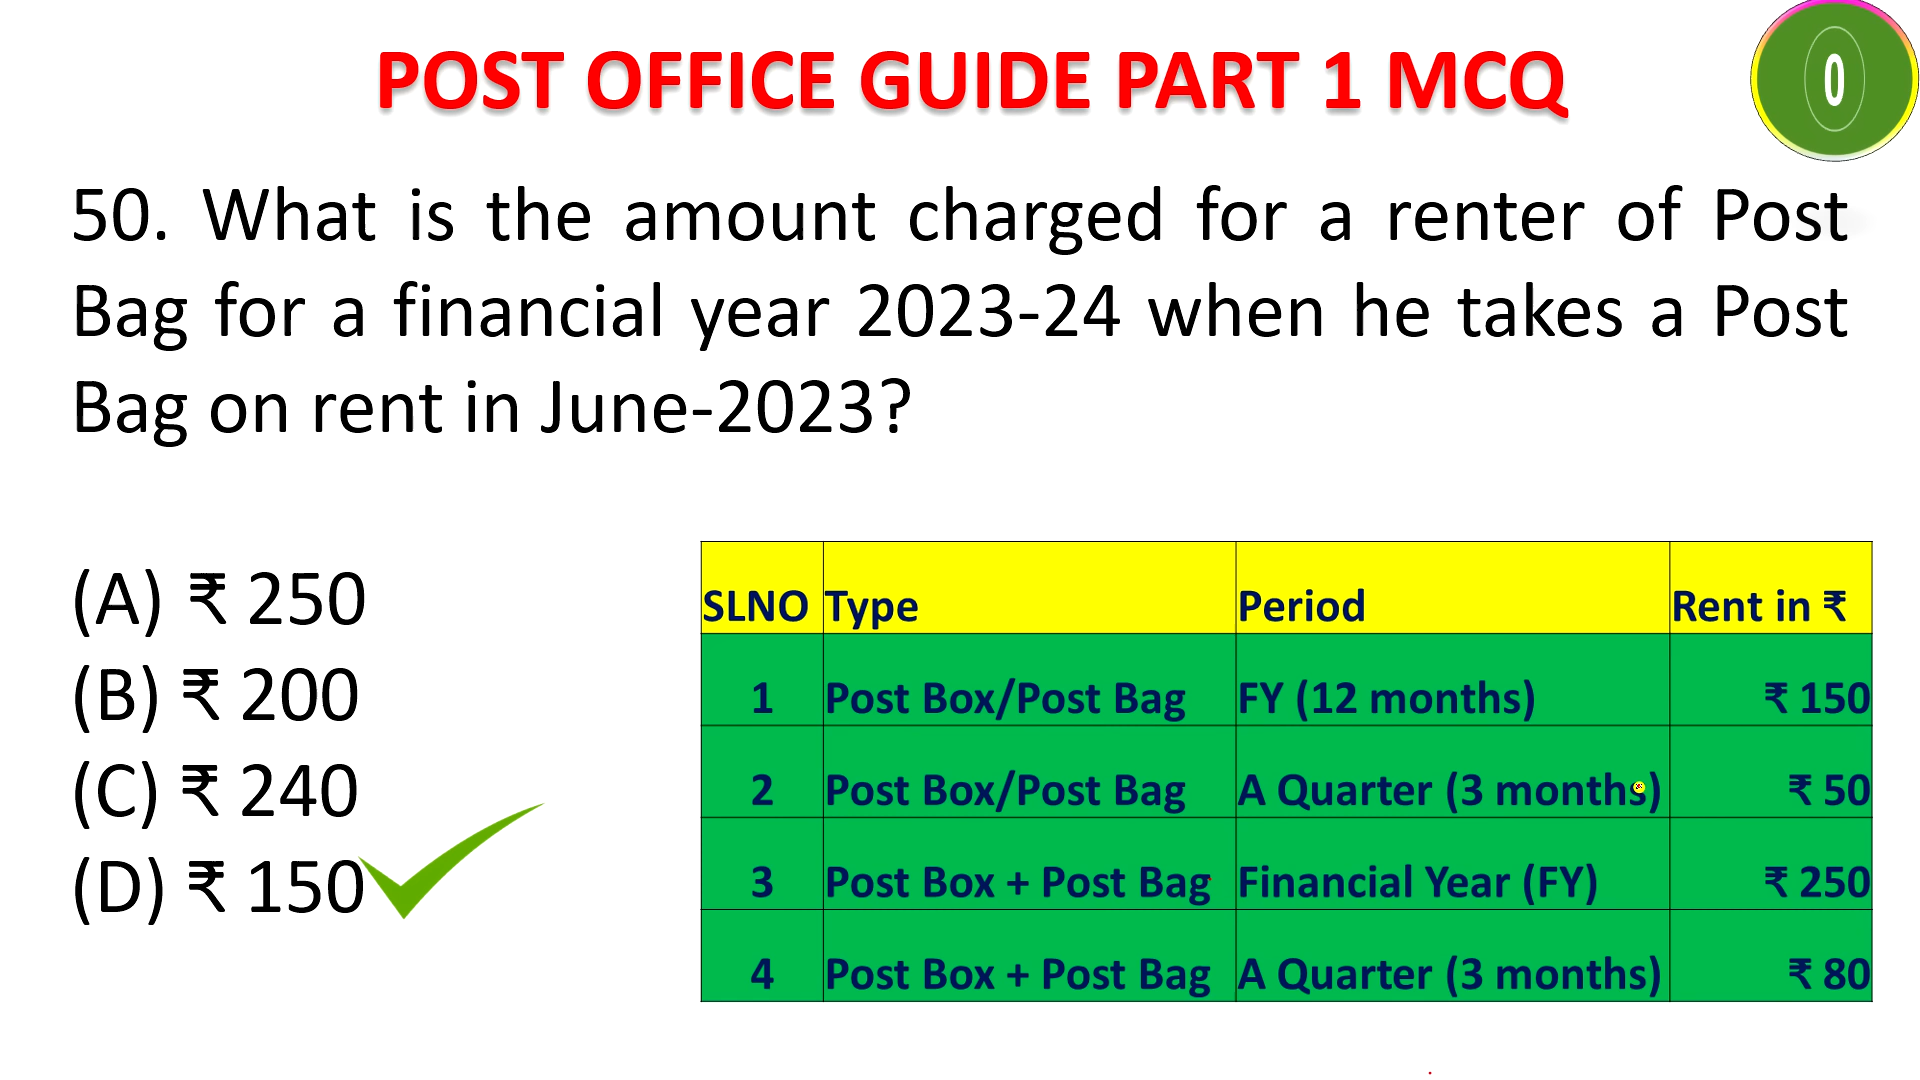 POST OFFICE GUIDE PART 1 MCQ
0
50. What is the amount charged for a renter of Post
Bag for a financial year 2023-24 when he takes a Post
Bag on rent in June-2023?
(A) ₹ 250
(B) ₹ 200
(C) ₹ 240
(D) ₹ 150
SLNO Type Period Rent in ₹
1 Post Box/Post Bag FY (12 months) ₹ 150
2 Post Box/Post Bag A Quarter (3 months) ₹ 50
3 Post Box + Post Bag Financial Year (FY) ₹ 250
4 Post Box + Post Bag A Quarter (3 months) ₹ 80